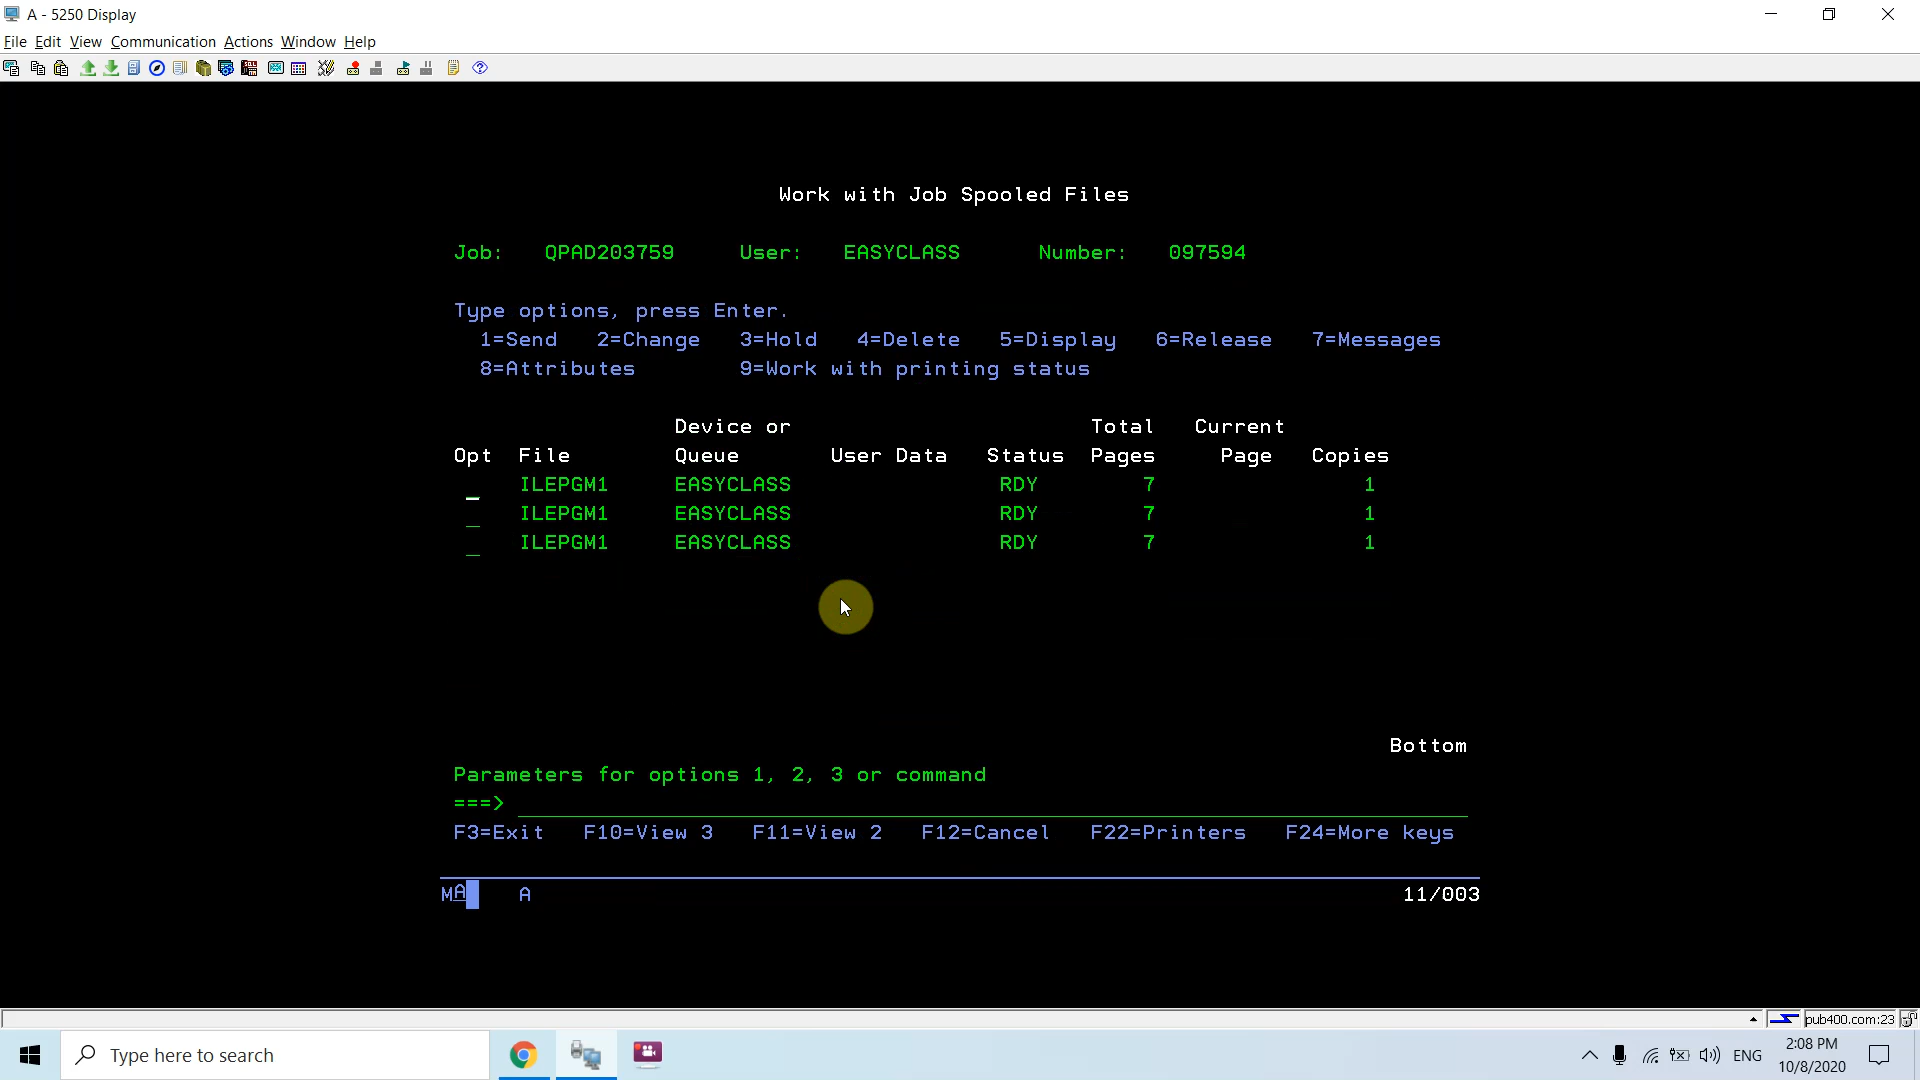 A - 5250 Display
File Edit View Communication Actions Window Help
Work with Job Spooled Files
Job: QPAD203759 User: EASYCLASS Number: 097594
Type options, press Enter.
1=Send 2=Change 3=Hold 4=Delete 5=Display 6=Release 7=Messages
8=Attributes 9=Work with printing status
Device or Total Current
Opt File Queue User Data Status Pages Page Copies
_ ILEPGM1 EASYCLASS RDY 7 1
_ ILEPGM1 EASYCLASS RDY 7 1
_ ILEPGM1 EASYCLASS RDY 7 1
Bottom
Parameters for options 1, 2, 3 or command
===>
F3=Exit F10=View 3 F11=View 2 F12=Cancel F22=Printers F24=More keys
MA A 11/003
pub400.com:23
Type here to search
ENG
2:08 PM
10/8/2020